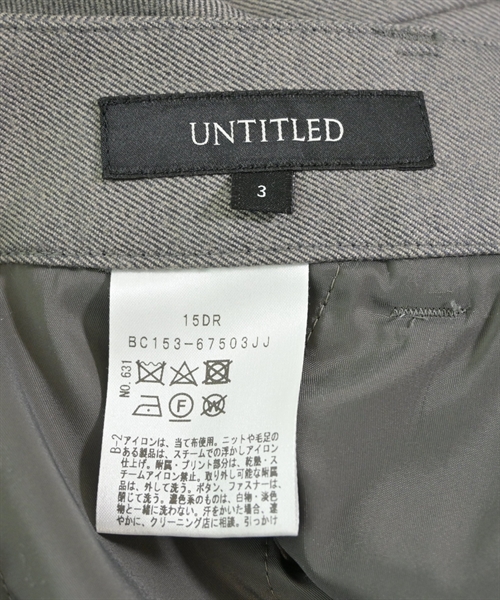 UNTITLED
3
15DR
BC153-67503JJ
NO.631
F
W
B-2
アイロンは、当て布使用。ニットや毛足の
ある製品は、スチームでの浮かしアイロン
仕上げ。附属・プリント部分は、乾塾・ス
チームアイロン禁止。取り外し可能な附属
品は、外して洗う。ボタン、ファスナーは、
閉じて洗う。濃色系のものは、白物・淡色
物と一緒に洗わない。汗をかいた場合、速
やかに、クリーニング店に相談。引っかけ